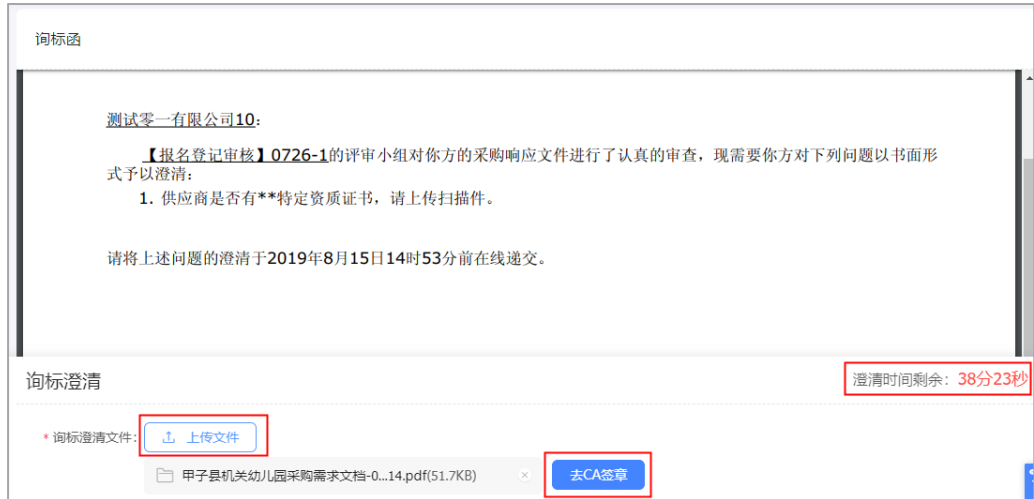 询标函
测试零一有限公司10：
【报名登记审核】0726-1的评审小组对你方的采购响应文件进行了认真的审查，现需要你方对下列问题以书面形
式予以澄清：
1. 供应商是否有**特定资质证书，请上传扫描件。
请将上述问题的澄清于2019年8月15日14时53分前在线递交。
询标澄清
澄清时间剩余：38分23秒
* 询标澄清文件： 上传文件
甲子县机关幼儿园采购需求文档-0...14.pdf(51.7KB) 去CA签章